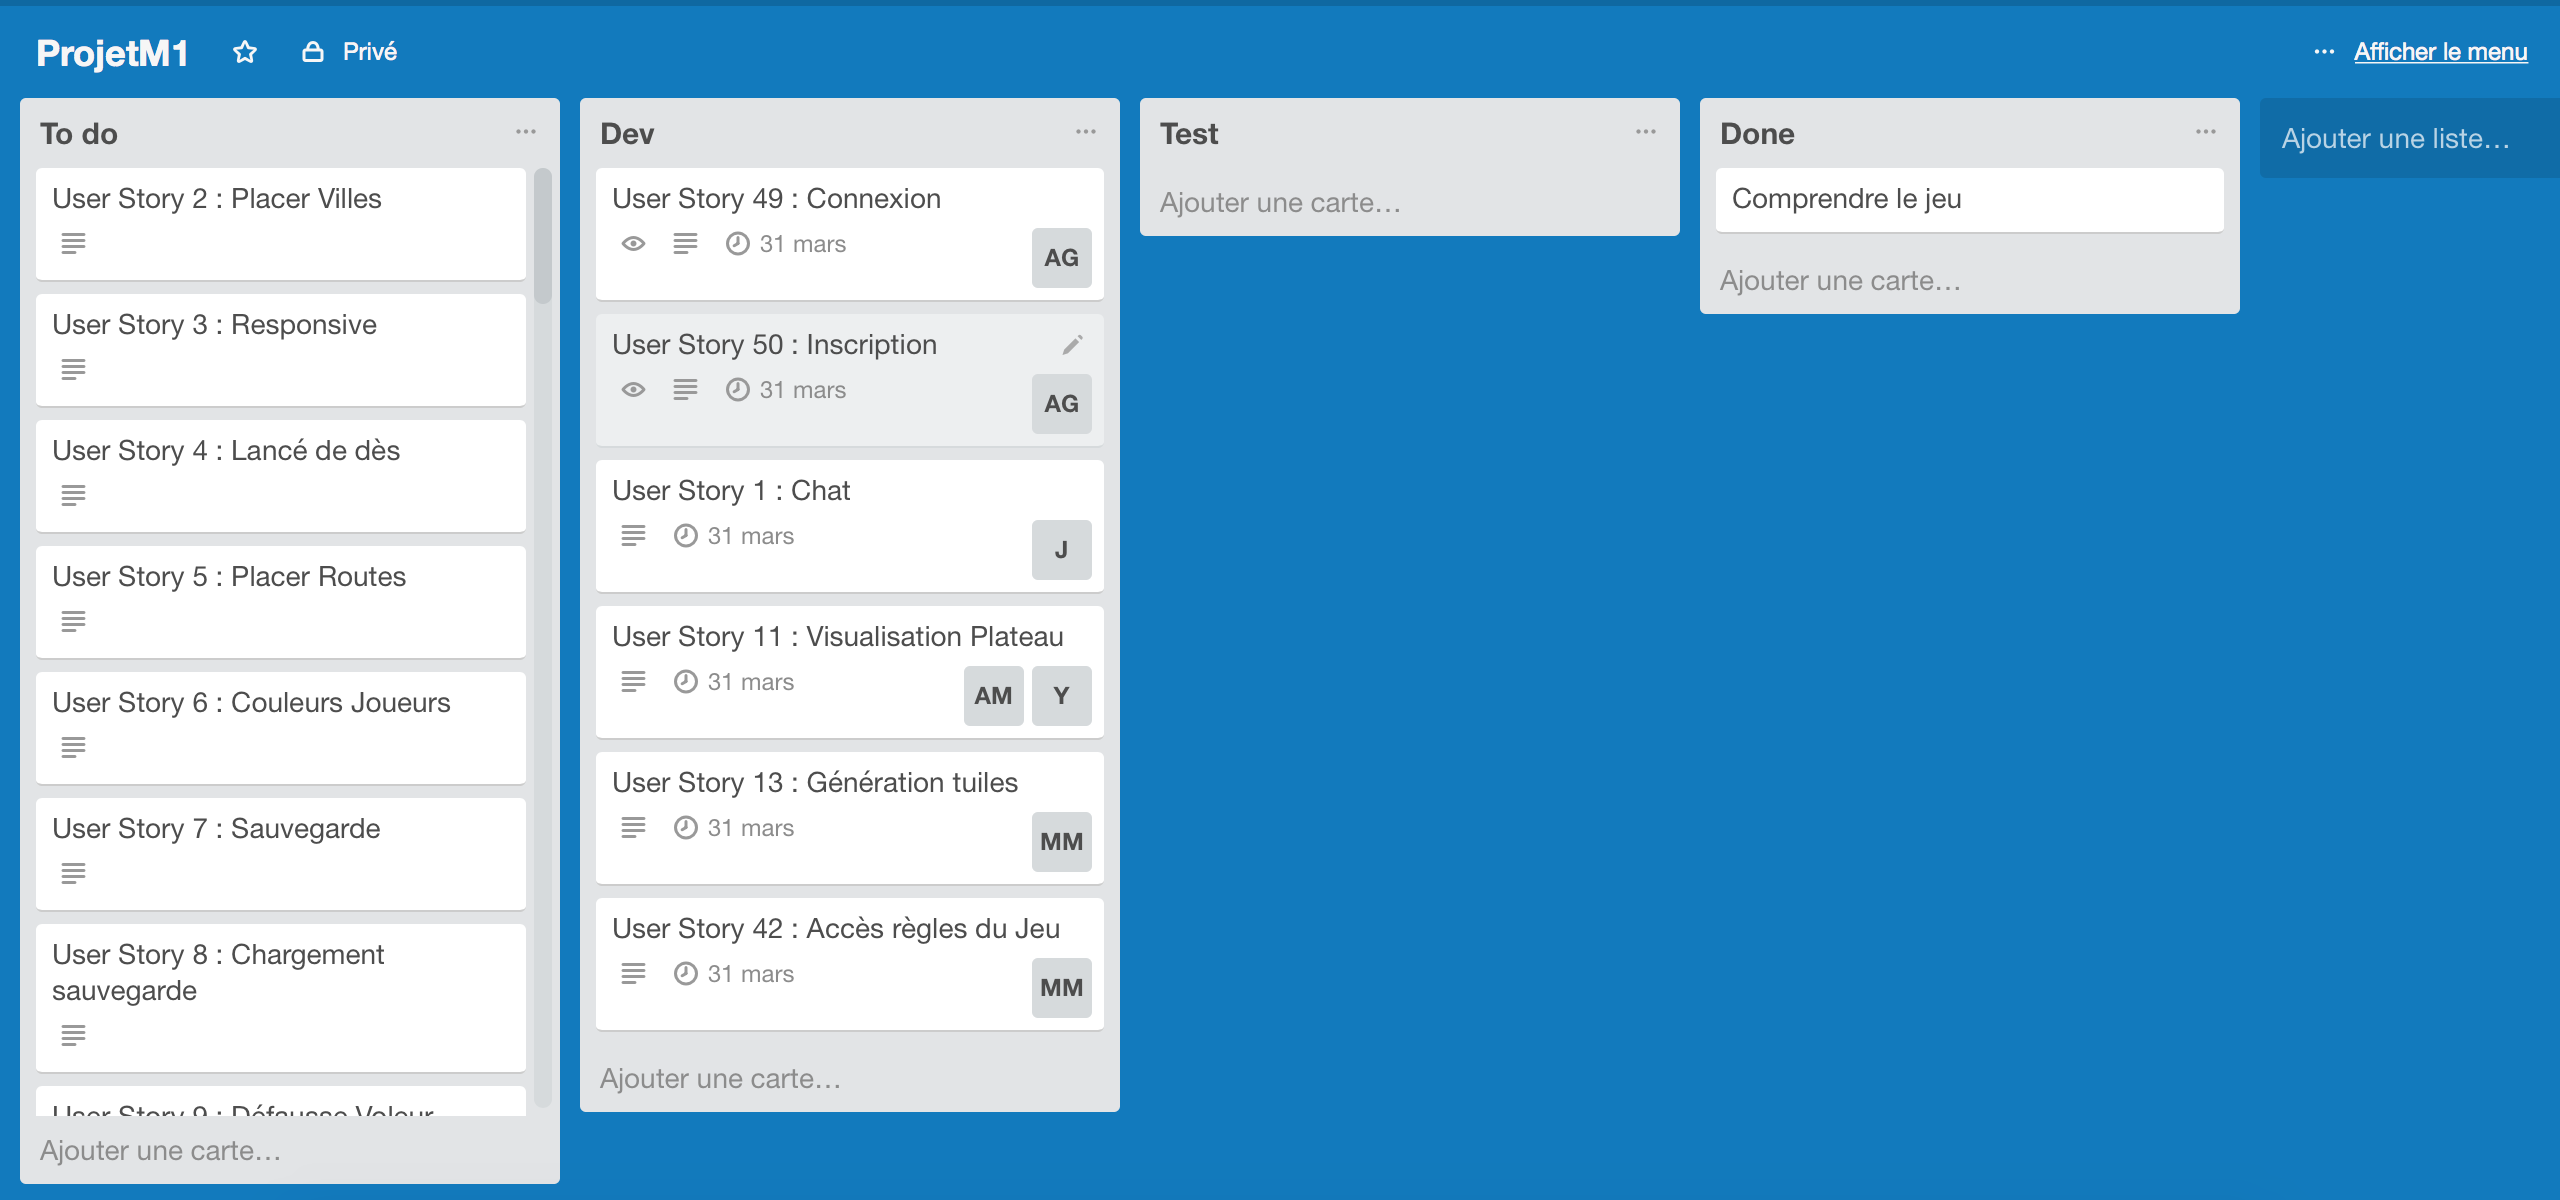 ProjetM1
Privé
... Afficher le menu
To do
User Story 2 : Placer Villes
User Story 3 : Responsive
User Story 4 : Lancé de dès
User Story 5 : Placer Routes
User Story 6 : Couleurs Joueurs
User Story 7 : Sauvegarde
User Story 8 : Chargement
sauvegarde
User Story 9 : Défausse Voleur
Ajouter une carte…
Dev
User Story 49 : Connexion
31 mars
AG
User Story 50 : Inscription
31 mars
AG
User Story 1 : Chat
31 mars
J
User Story 11 : Visualisation Plateau
31 mars
AM Y
User Story 13 : Génération tuiles
31 mars
MM
User Story 42 : Accès règles du Jeu
31 mars
MM
Ajouter une carte…
Test
Ajouter une carte…
Done
Comprendre le jeu
Ajouter une carte…
Ajouter une liste…